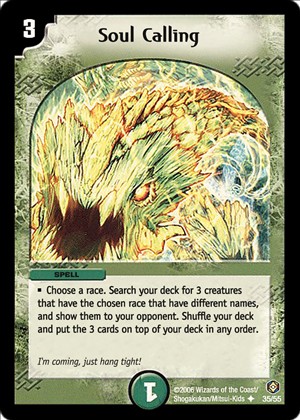 3
Soul Calling
SPELL
▪ Choose a race. Search your deck for 3 creatures
that have the chosen race that have different names,
and show them to your opponent. Shuffle your deck
and put the 3 cards on top of your deck in any order.
I'm coming, just hang tight!
1
©2006 Wizards of the Coast/
Shogakukan/Mitsui-Kids ✦ 35/55